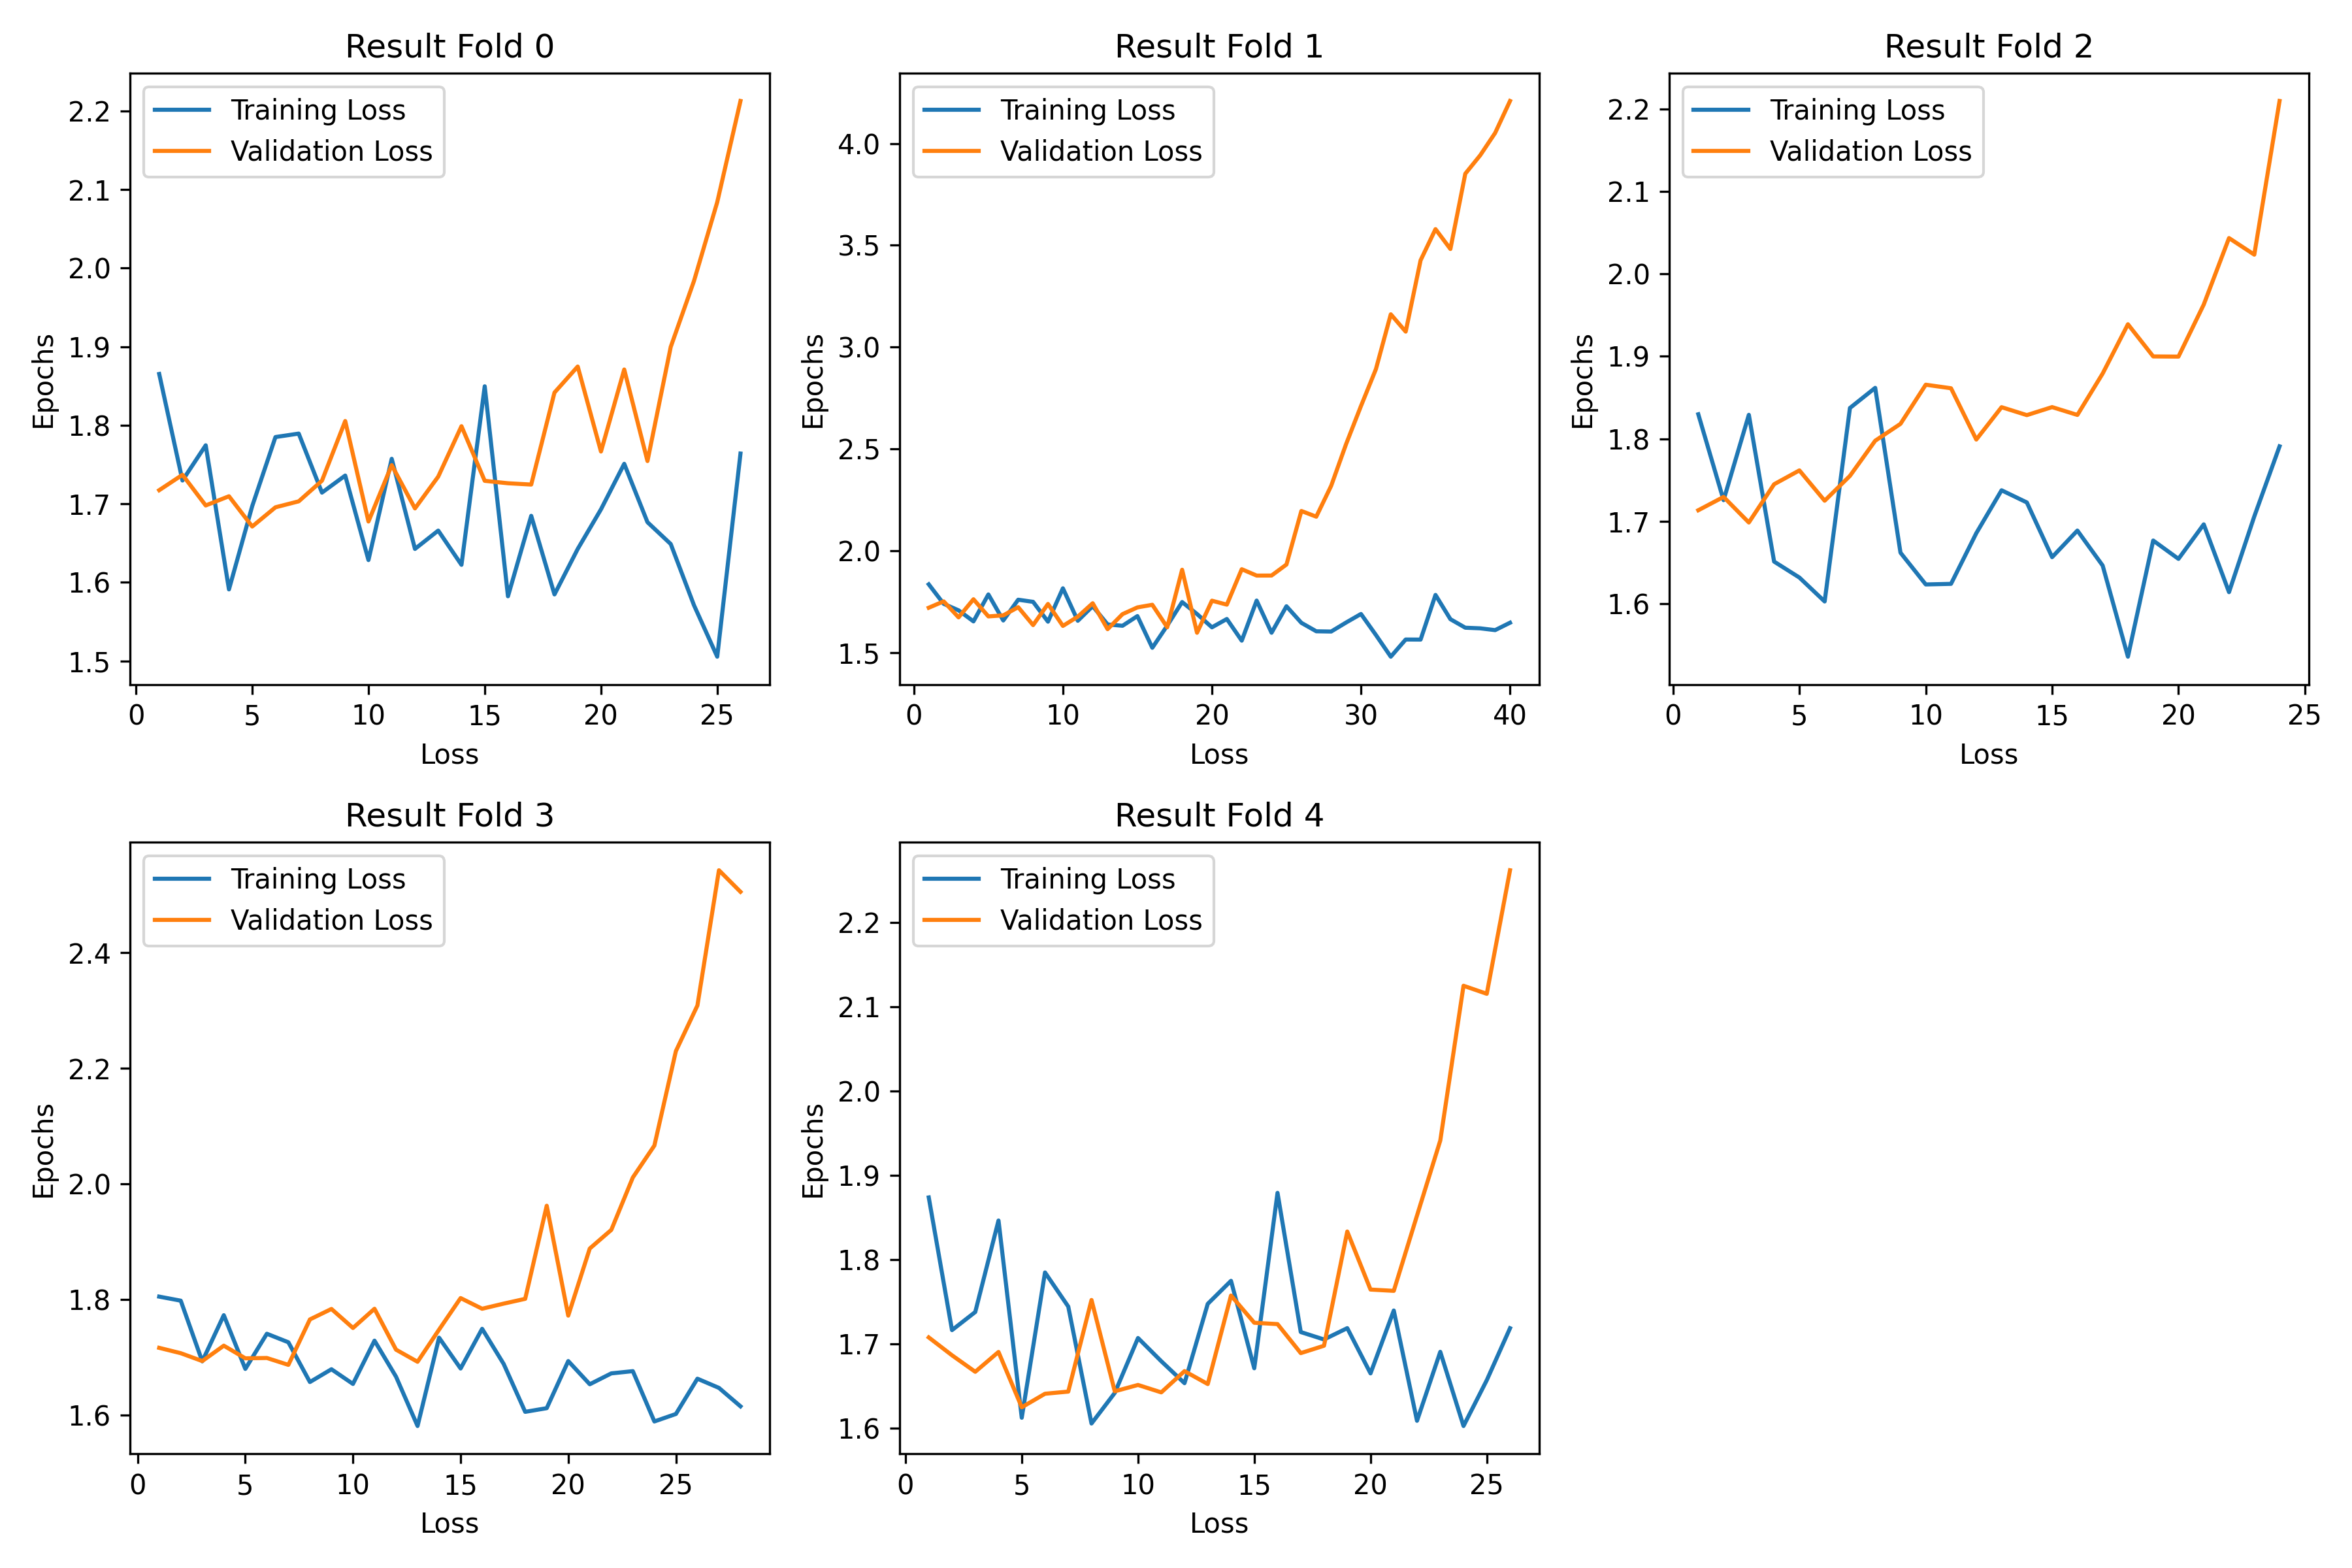 Result Fold 0
Training Loss
Validation Loss
2.2
2.1
2.0
1.9
1.8
1.7
1.6
1.5
Epochs
0 5 10 15 20 25
Loss
Result Fold 1
Training Loss
Validation Loss
4.0
3.5
3.0
2.5
2.0
1.5
Epochs
0 10 20 30 40
Loss
Result Fold 2
Training Loss
Validation Loss
2.2
2.1
2.0
1.9
1.8
1.7
1.6
Epochs
0 5 10 15 20 25
Loss
Result Fold 3
Training Loss
Validation Loss
2.4
2.2
2.0
1.8
1.6
Epochs
0 5 10 15 20 25
Loss
Result Fold 4
Training Loss
Validation Loss
2.2
2.1
2.0
1.9
1.8
1.7
1.6
Epochs
0 5 10 15 20 25
Loss